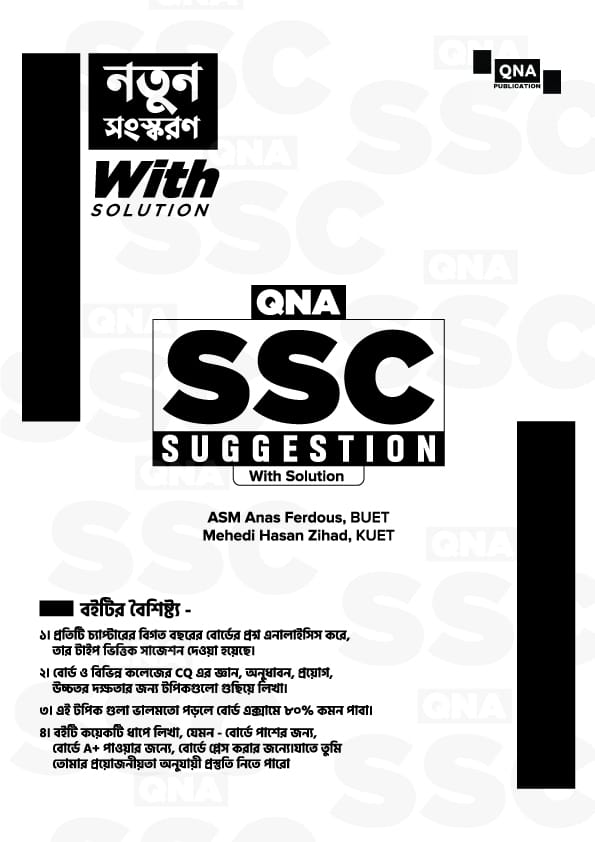 নতুন
সংস্করণ
With
SOLUTION
QNA
PUBLICATION
QNA
SSC
SUGGESTION
With Solution
ASM Anas Ferdous, BUET
Mehedi Hasan Zihad, KUET
বইটির বৈশিষ্ট্য -
১। প্রতিটি চ্যাপ্টারের বিগত বছরের বোর্ডের প্রশ্ন এনালাইসিস করে,
তার টাইপ ভিত্তিক সাজেশন দেওয়া হয়েছে।
২। বোর্ড ও বিভিন্ন কলেজের CQ এর জ্ঞান, অনুধাবন, প্রয়োগ,
উচ্চতর দক্ষতার জন্য টপিকগুলো গুছিয়ে লিখা।
৩। এই টপিক গুলা ভালমতো পড়লে বোর্ড এক্সামে ৮০% কমন পাবা।
৪। বইটি কয়েকটি ধাপে লিখা, যেমন - বোর্ডে পাশের জন্য,
বোর্ডে A+ পাওয়ার জন্যে, বোর্ডে প্লেস করার জন্যে।যাতে তুমি
তোমার প্রয়োজনীয়তা অনুযায়ী প্রস্তুতি নিতে পারো